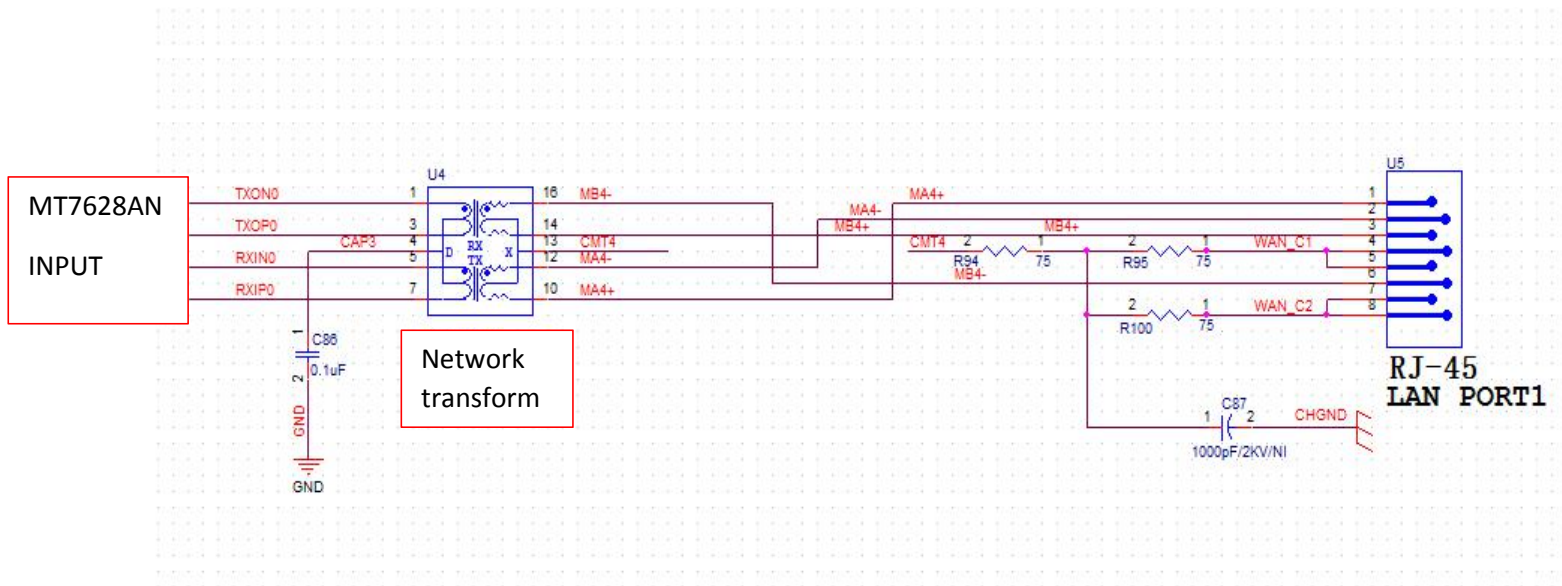 MT7628AN
INPUT
TXON0
TXOP0
CAP3
RXIN0
RXIP0
U4
1
3
4
5
7
D
RX
TX
X
16
14
13
12
10
MB4-
CMT4
MA4-
MA4+
1
C86
0.1uF
2
GND
GND
Network
transform
MA4+
MA4-
MB4+
MB4+
CMT4
2
1
R94
75
MB4-
2
1
R95
75
WAN_C1
2
1
R100
75
WAN_C2
C87
1
2
CHGND
1000pF/2KV/NI
U5
1
2
3
4
5
6
7
8
RJ-45
LAN PORT1